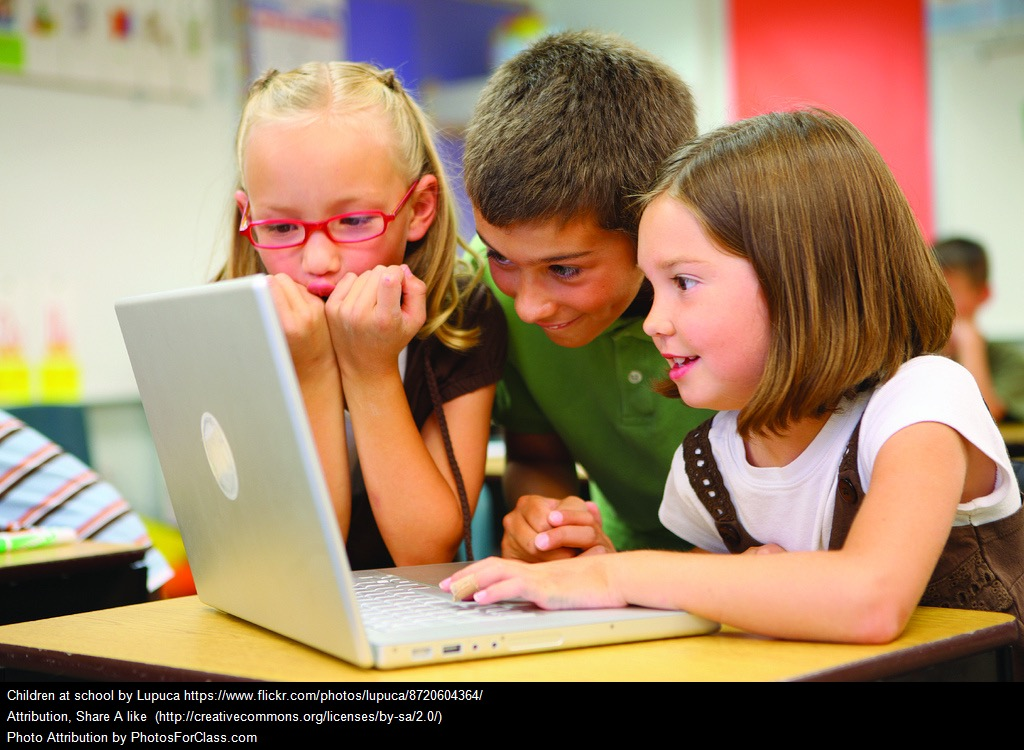 Children at school by Lupuca https://www.flickr.com/photos/lupuca/8720604364/
Attribution, Share A like (http://creativecommons.org/licenses/by-sa/2.0/)
Photo Attribution by PhotosForClass.com